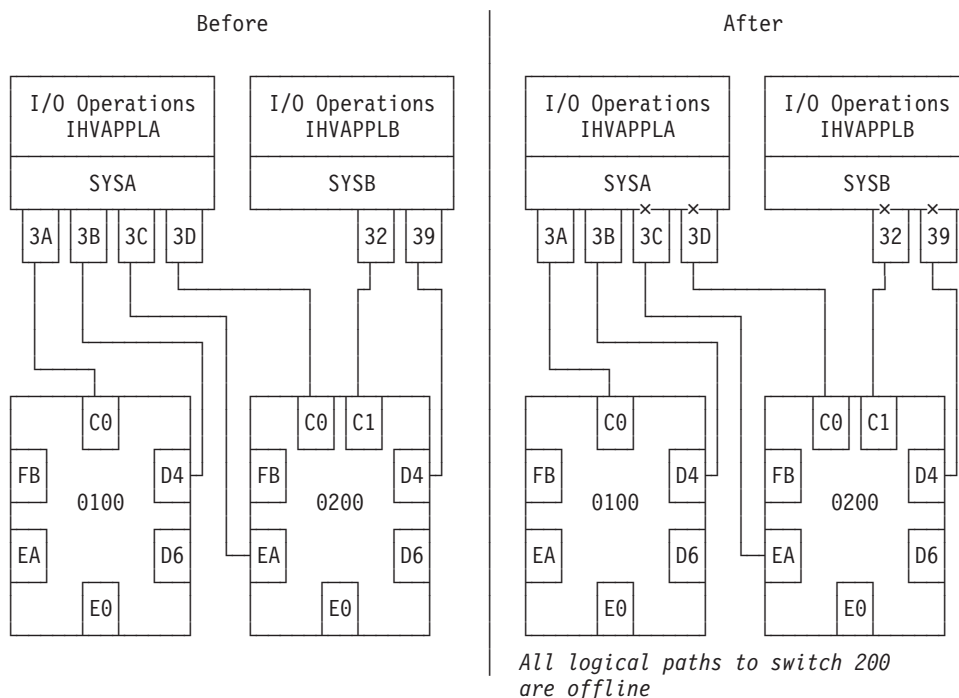 Before
After
I/O Operations
IHVAPPLA
I/O Operations
IHVAPPLB
I/O Operations
IHVAPPLA
I/O Operations
IHVAPPLB
SYSA
SYSB
SYSA
SYSB
3A 3B 3C 3D
32 39
3A 3B 3C 3D
32 39
C0
C0 C1
C0
C0 C1
FB D4
FB D4
FB D4
FB D4
0100
0200
0100
0200
EA D6
EA D6
EA D6
EA D6
E0
E0
E0
E0
All logical paths to switch 200
are offline